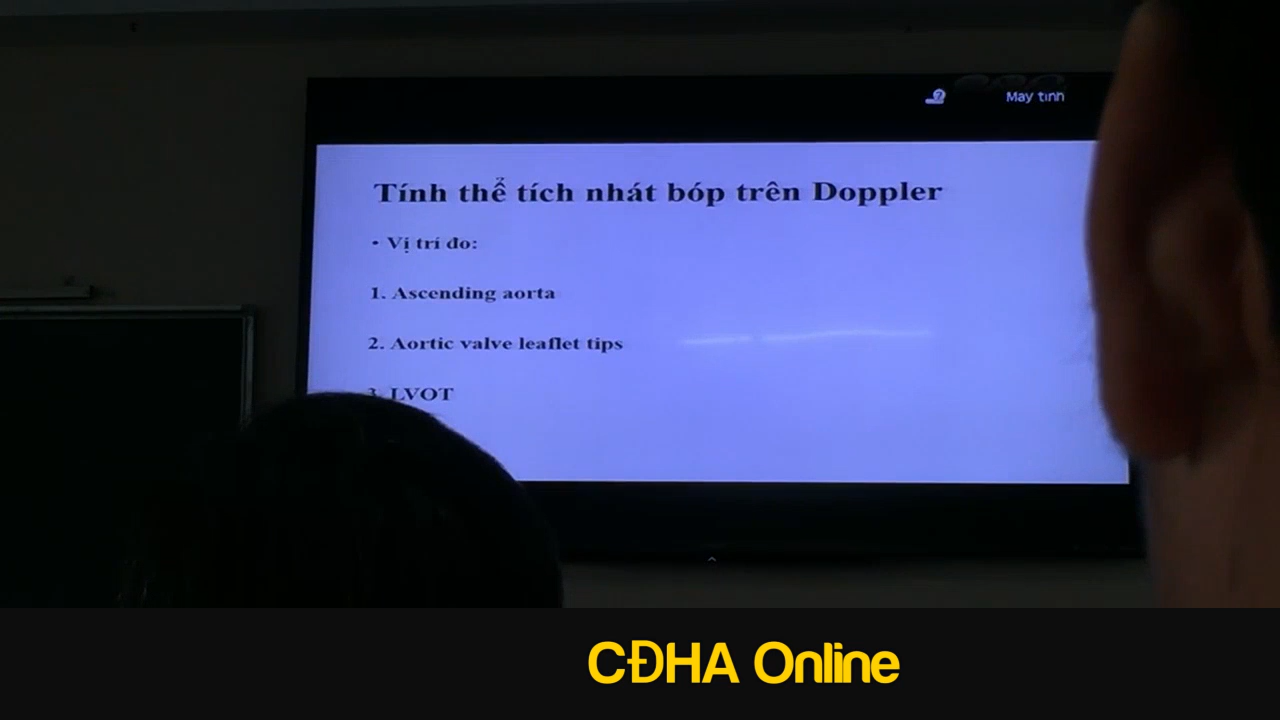 May tinh
Tính thể tích nhát bóp trên Doppler
• Vị trí đo:
1. Ascending aorta
2. Aortic valve leaflet tips
3. LVOT
CĐHA Online